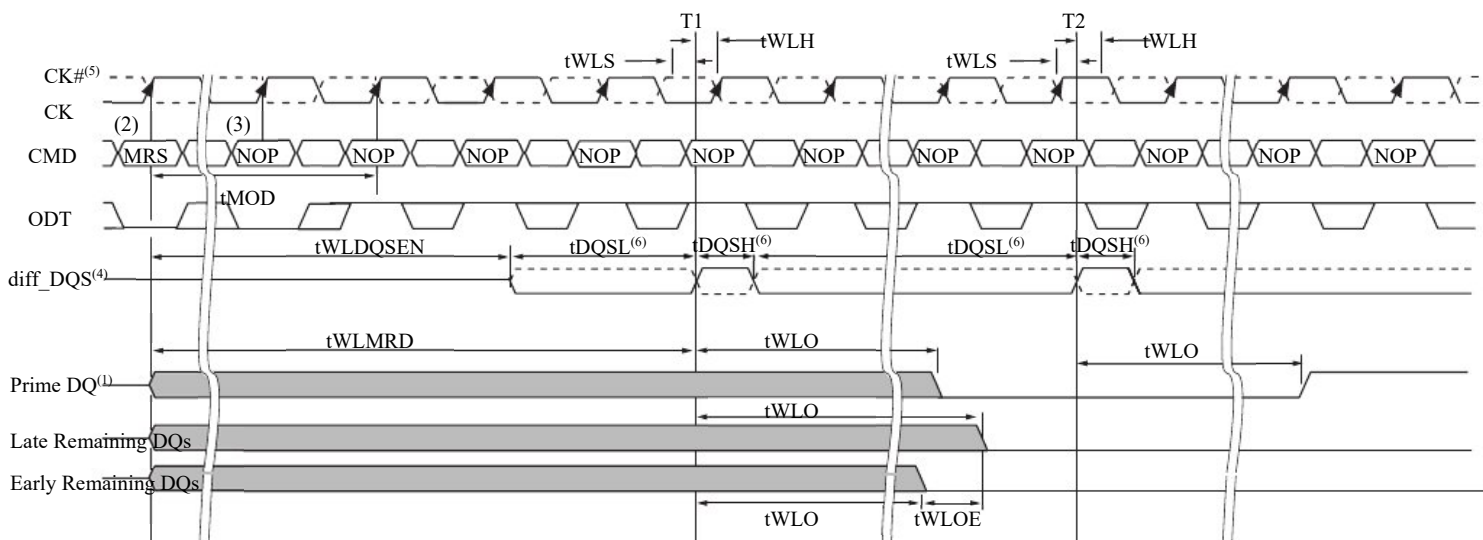 T1 T2
tWLH tWLH
tWLS tWLS
CK#(5)
CK
(2) (3)
CMD MRS NOP NOP NOP NOP NOP NOP NOP NOP NOP NOP NOP
tMOD
ODT
tWLDQSEN tDQSL(6) tDQSH(6) tDQSL(6) tDQSH(6)
diff_DQS(4)
tWLMRD tWLO tWLO
Prime DQ(1)
tWLO
Late Remaining DQs
Early Remaining DQs
tWLO tWLOE